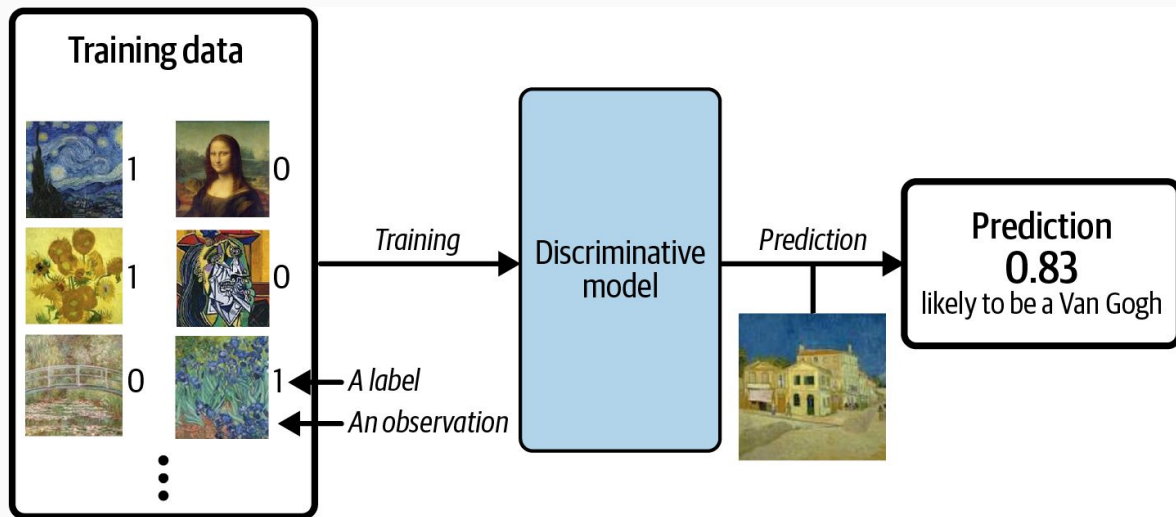 Training data
1
0
1
0
0
1
A label
An observation
Training
Discriminative
model
Prediction
Prediction
0.83
likely to be a Van Gogh